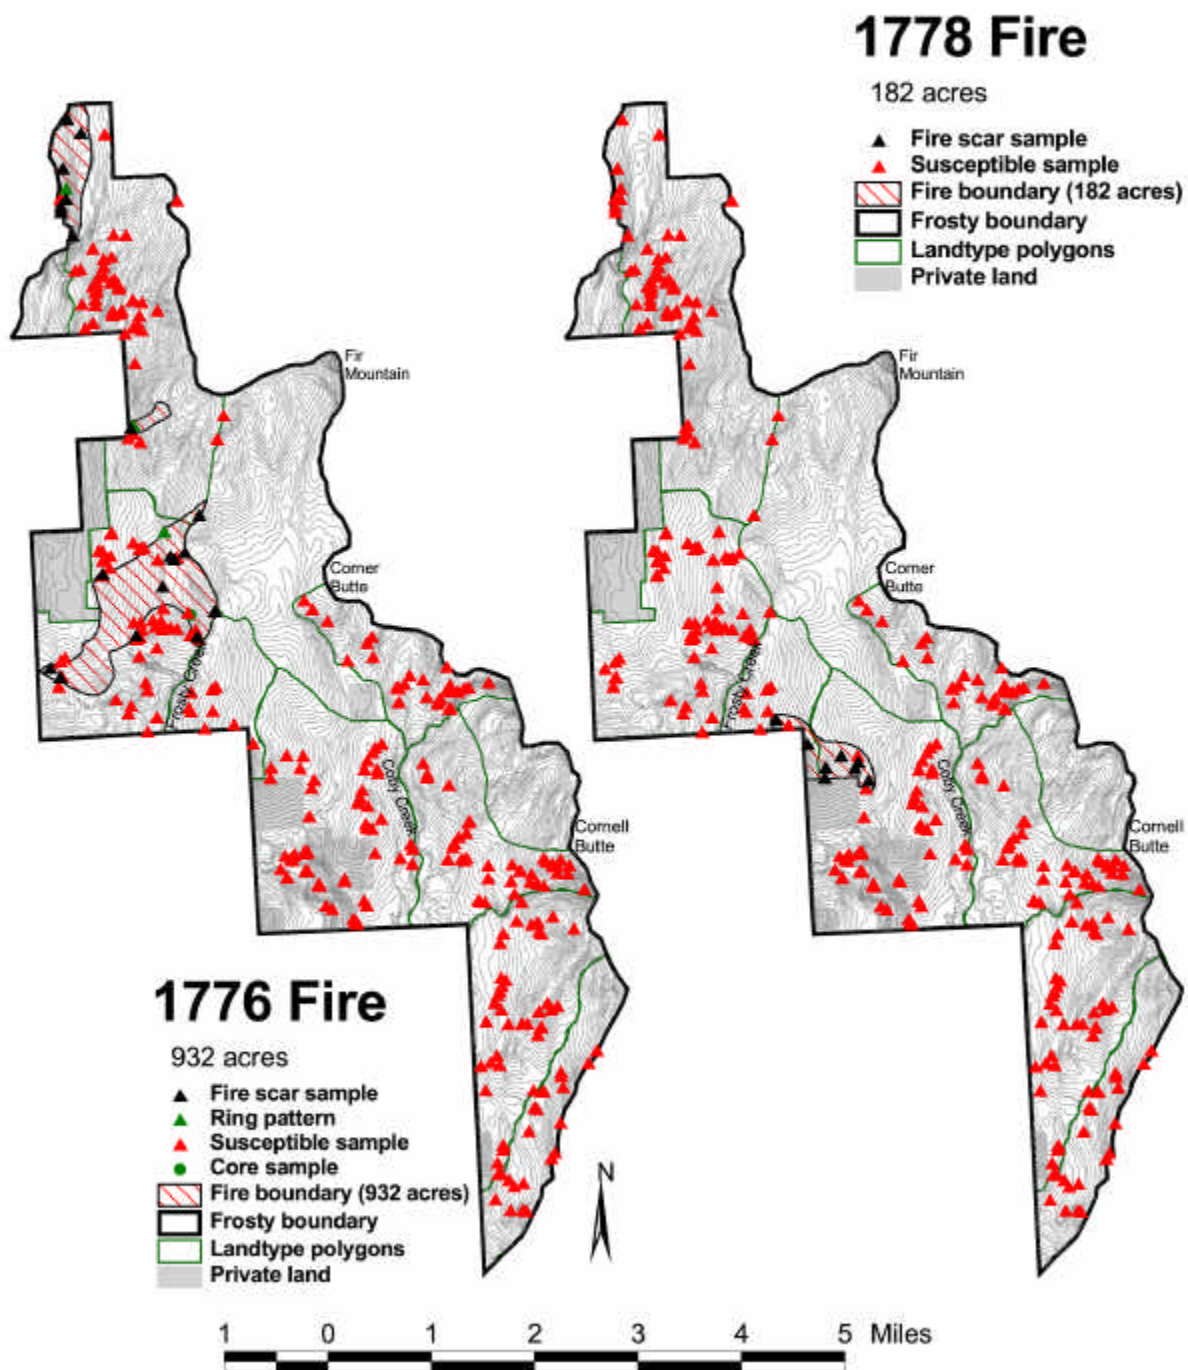 1778 Fire
182 acres
Fire scar sample
Susceptible sample
Fire boundary (182 acres)
Frosty boundary
Landtype polygons
Private land
Fir
Mountain
Fir
Mountain
Corner
Butte
Corner
Butte
Frosty Creek
Frosty Creek
Coby Creek
Coby Creek
Cornell
Butte
Cornell
Butte
1776 Fire
932 acres
Fire scar sample
Ring pattern
Susceptible sample
Core sample
Fire boundary (932 acres)
Frosty boundary
Landtype polygons
Private land
N
1 0 1 2 3 4 5 Miles